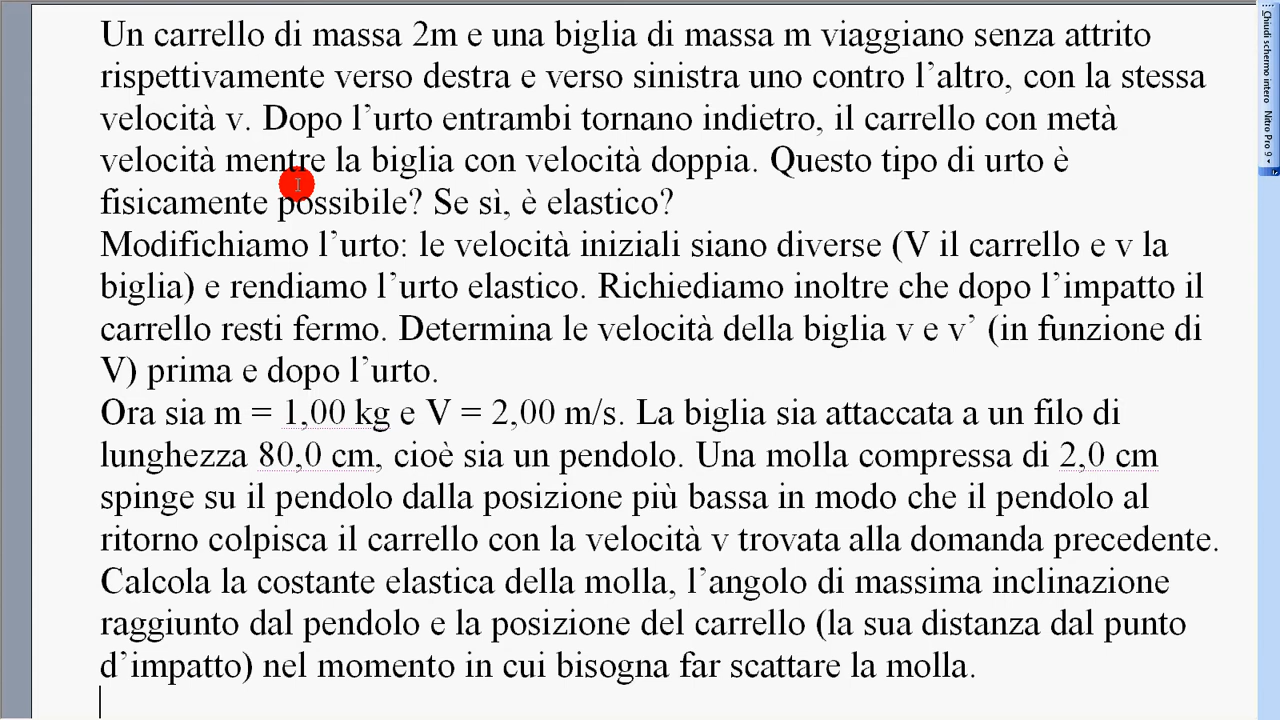 Un carrello di massa 2m e una biglia di massa m viaggiano senza attrito
rispettivamente verso destra e verso sinistra uno contro l’altro, con la stessa
velocità v. Dopo l’urto entrambi tornano indietro, il carrello con metà
velocità mentre la biglia con velocità doppia. Questo tipo di urto è
fisicamente possibile? Se sì, è elastico?
Modifichiamo l’urto: le velocità iniziali siano diverse (V il carrello e v la
biglia) e rendiamo l’urto elastico. Richiediamo inoltre che dopo l’impatto il
carrello resti fermo. Determina le velocità della biglia v e v’ (in funzione di
V) prima e dopo l’urto.
Ora sia m = 1,00 kg e V = 2,00 m/s. La biglia sia attaccata a un filo di
lunghezza 80,0 cm, cioè sia un pendolo. Una molla compressa di 2,0 cm
spinge su il pendolo dalla posizione più bassa in modo che il pendolo al
ritorno colpisca il carrello con la velocità v trovata alla domanda precedente.
Calcola la costante elastica della molla, l’angolo di massima inclinazione
raggiunto dal pendolo e la posizione del carrello (la sua distanza dal punto
d’impatto) nel momento in cui bisogna far scattare la molla.
Chiudi schermo intero
Nitro Pro 9